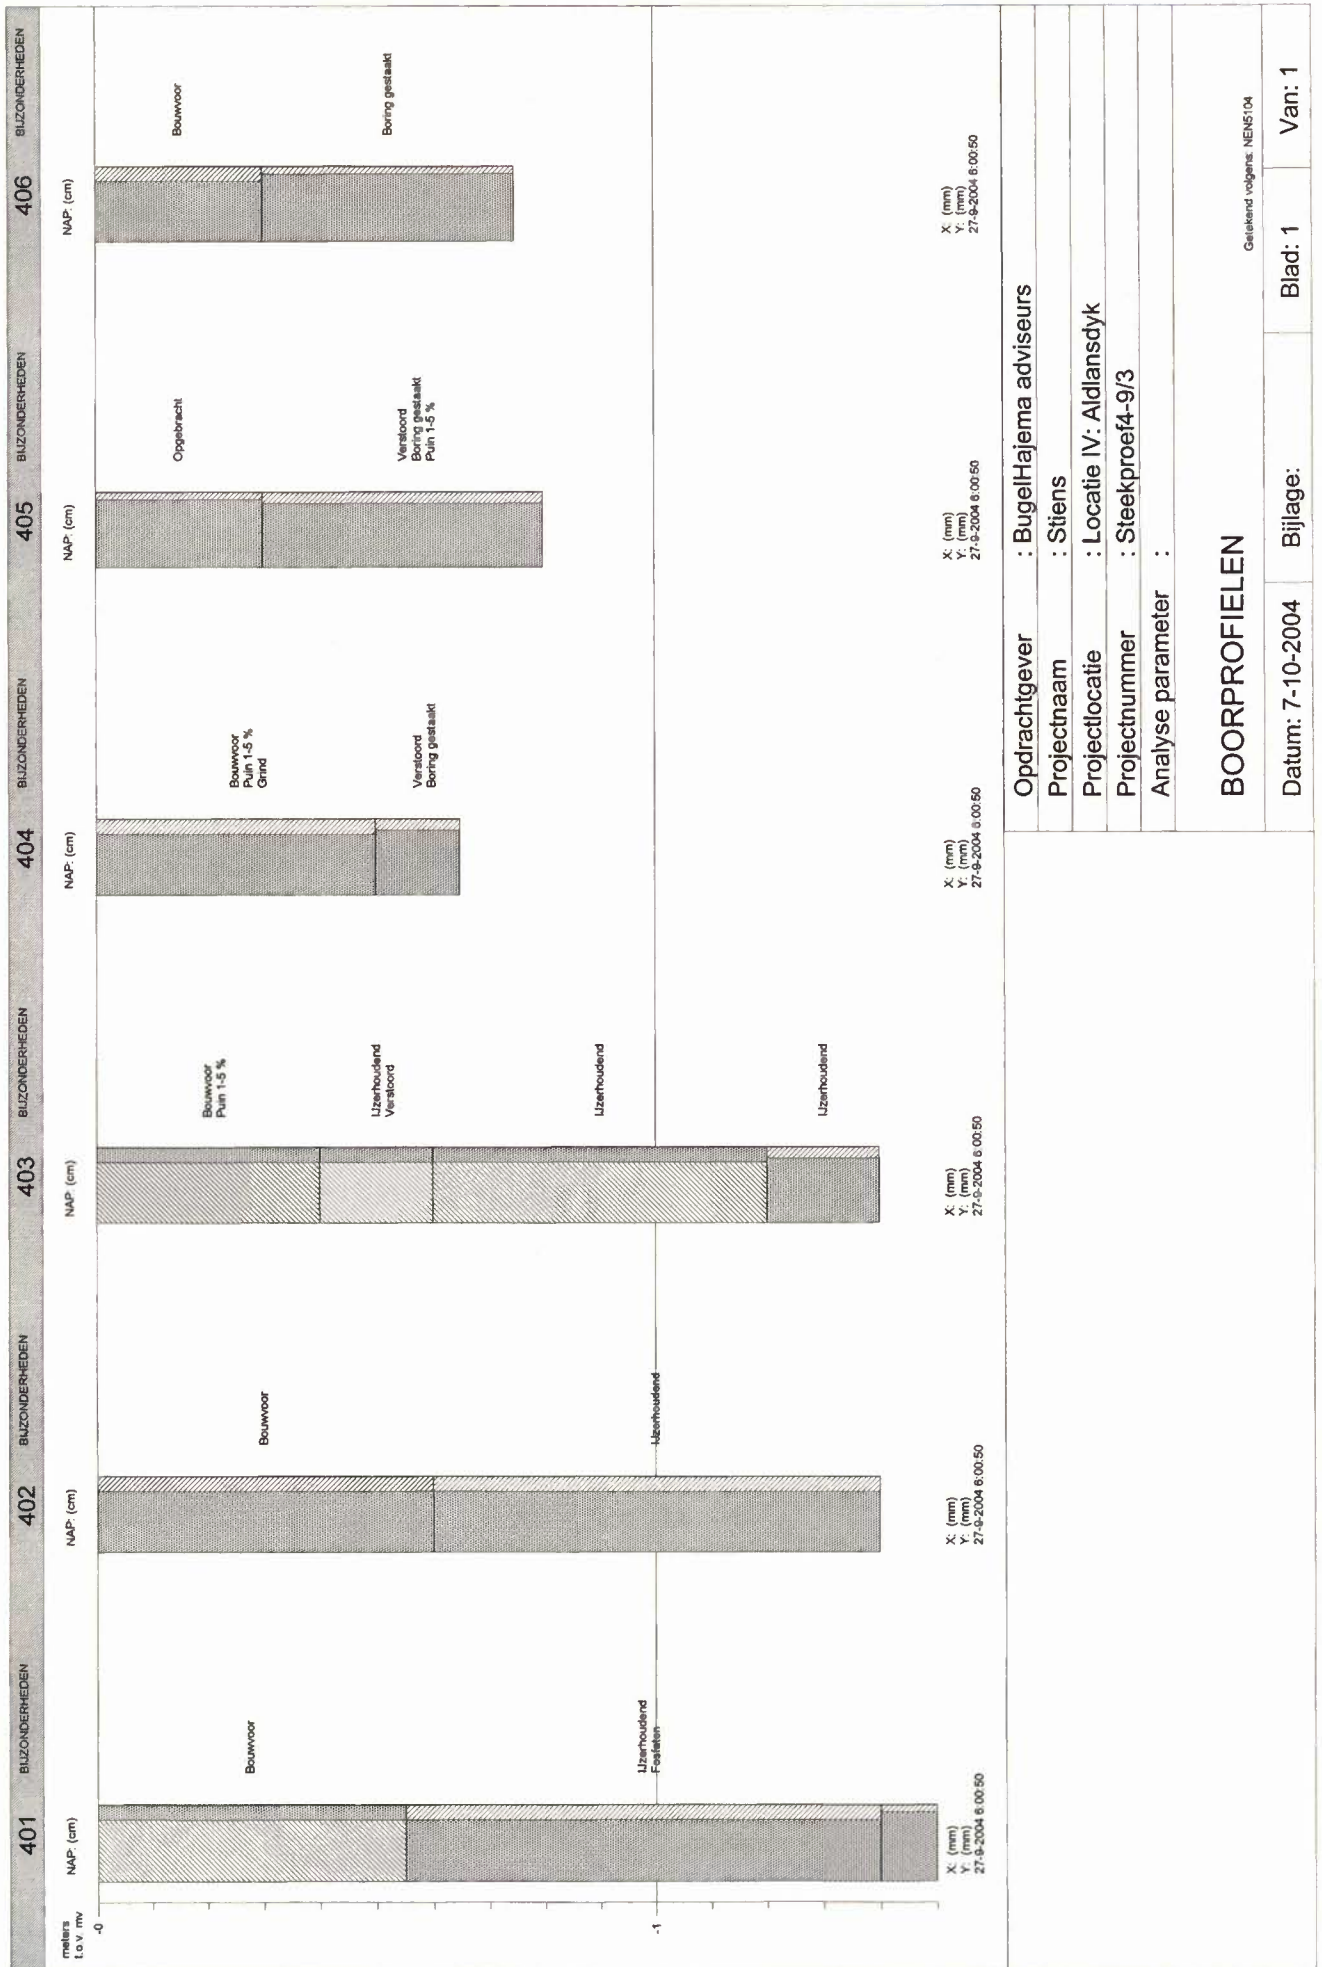 401 BIJZONDERHEDEN 402 BIJZONDERHEDEN 403 BIJZONDERHEDEN 404 BIJZONDERHEDEN 405 BIJZONDERHEDEN 406 BIJZONDERHEDEN
meters
t.o.v. mv
-0
-1
NAP: (cm)
Bouwvoor
IJzerhoudend
Fosfaten
X: (mm)
Y: (mm)
27-9-2004 6:00:50
NAP: (cm)
Bouwvoor
IJzerhoudend
X: (mm)
Y: (mm)
27-9-2004 6:00:50
NAP: (cm)
Bouwvoor
Puin 1-5 %
IJzerhoudend
Verstoord
IJzerhoudend
IJzerhoudend
X: (mm)
Y: (mm)
27-9-2004 6:00:50
NAP: (cm)
Bouwvoor
Puin 1-5 %
Grind
Verstoord
Boring gestaakt
X: (mm)
Y: (mm)
27-9-2004 6:00:50
NAP: (cm)
Opgebracht
Verstoord
Boring gestaakt
Puin 1-5 %
X: (mm)
Y: (mm)
27-9-2004 6:00:50
NAP: (cm)
Bouwvoor
Boring gestaakt
X: (mm)
Y: (mm)
27-9-2004 6:00:50
Opdrachtgever : BugelHajema adviseurs
Projectnaam : Stiens
Projectlocatie : Locatie IV: Aldlansdyk
Projectnummer : Steekproef4-9/3
Analyse parameter :
BOORPROFIELEN
Getekend volgens: NEN5104
Datum: 7-10-2004 Bijlage: Blad: 1 Van: 1